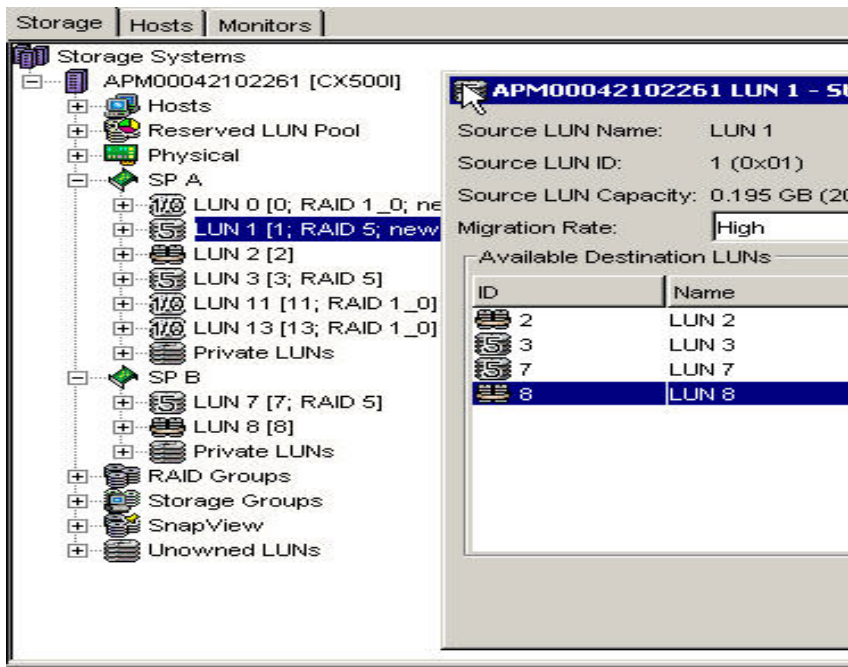 Storage
Hosts
Monitors
Storage Systems
APM00042102261 [CX500I]
Hosts
Reserved LUN Pool
Physical
SP A
LUN 0 [0; RAID 1_0; ne
LUN 1 [1; RAID 5; new
LUN 2 [2]
LUN 3 [3; RAID 5]
LUN 11 [11; RAID 1_0]
LUN 13 [13; RAID 1_0]
Private LUNs
SP B
LUN 7 [7; RAID 5]
LUN 8 [8]
Private LUNs
RAID Groups
Storage Groups
SnapView
Unowned LUNs
APM00042102261 LUN 1 - SU
Source LUN Name: LUN 1
Source LUN ID: 1 (0x01)
Source LUN Capacity: 0.195 GB (20
Migration Rate: High
Available Destination LUNs
ID Name
2 LUN 2
3 LUN 3
7 LUN 7
8 LUN 8